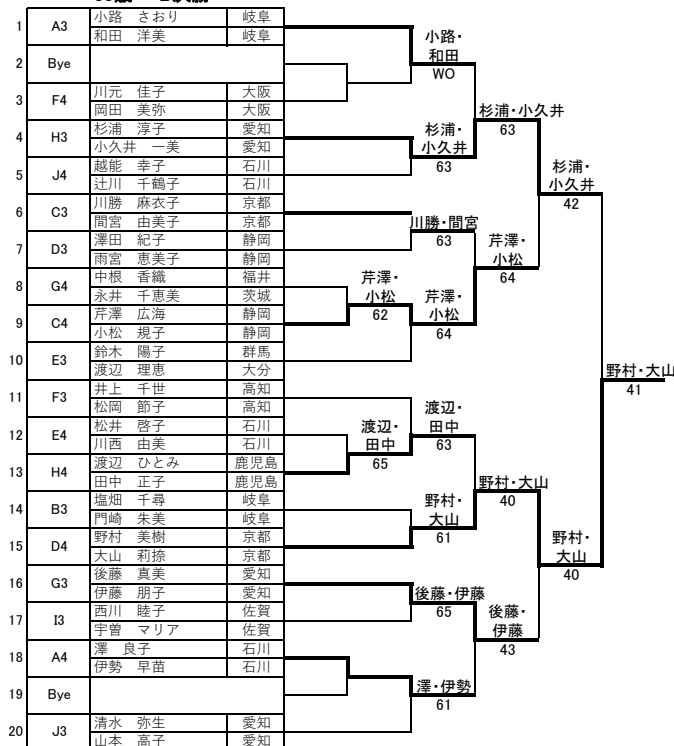 1 A3 小路 さおり 岐阜
和田 洋美 岐阜
2 Bye
3 F4 川元 佳子 大阪
岡田 美弥 大阪
4 H3 杉浦 淳子 愛知
小久井 一美 愛知
5 J4 越能 幸子 石川
辻川 千鶴子 石川
6 C3 川勝 麻衣子 京都
間宮 由美子 京都
7 D3 澤田 紀子 静岡
雨宮 恵美子 静岡
8 G4 中根 香織 福井
永井 千恵美 茨城
9 C4 芹澤 広海 静岡
小松 規子 静岡
10 E3 鈴木 陽子 群馬
渡辺 理恵 大分
11 F3 井上 千世 高知
松岡 節子 高知
12 E4 松井 啓子 石川
川西 由美 石川
13 H4 渡辺 ひとみ 鹿児島
田中 正子 鹿児島
14 B3 塩畑 千尋 岐阜
門崎 朱美 岐阜
15 D4 野村 美樹 京都
大山 莉捺 京都
16 G3 後藤 真美 愛知
伊藤 朋子 愛知
17 I3 西川 睦子 佐賀
宇曽 マリア 佐賀
18 A4 澤 良子 石川
伊勢 早苗 石川
19 Bye
20 J3 清水 弥生 愛知
山本 高子 愛知
芹澤・
小松
62
渡辺・
田中
65
小路・
和田
WO
杉浦・
小久井
63
川勝・間宮
63
芹澤・
小松
64
渡辺・
田中
63
野村・
大山
61
後藤・伊藤
65
澤・伊勢
61
杉浦・小久井
63
芹澤・
小松
64
野村・大山
40
後藤・
伊藤
43
杉浦・
小久井
42
野村・
大山
40
野村・大山
41